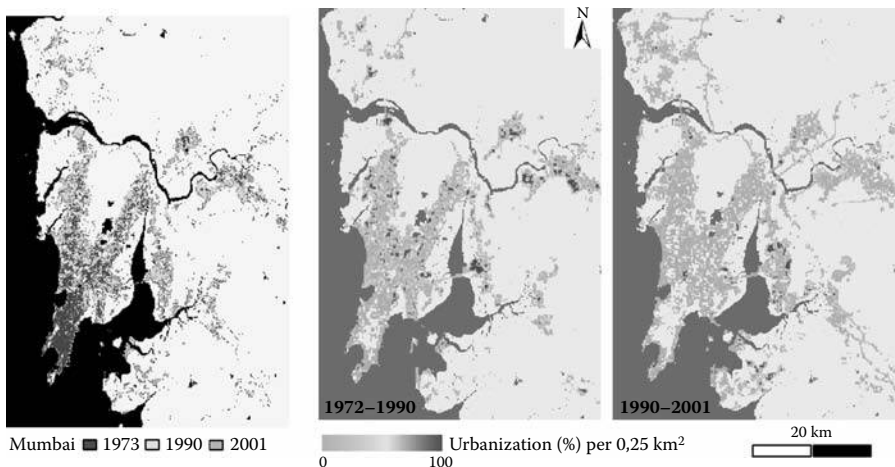 N
1972–1990
1990–2001
Mumbai 1973 1990 2001
Urbanization (%) per 0,25 km²
0 100
20 km